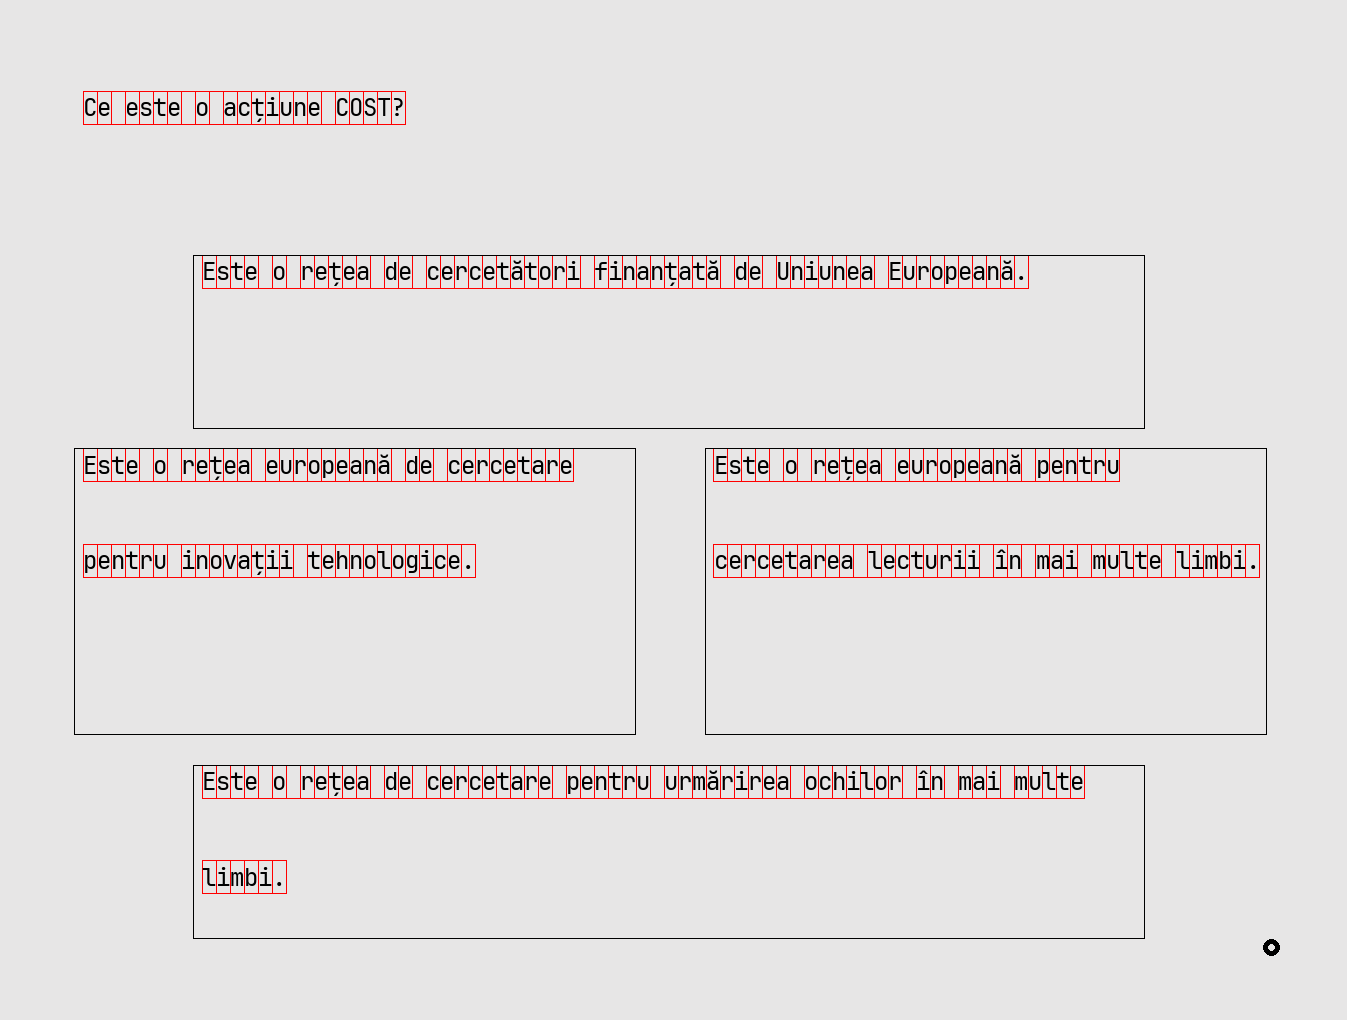 Ce este o acțiune COST?
Este o rețea de cercetători finanțată de Uniunea Europeană.
Este o rețea europeană de cercetare
pentru inovații tehnologice.
Este o rețea europeană pentru
cercetarea lecturii în mai multe limbi.
Este o rețea de cercetare pentru urmărirea ochilor în mai multe
limbi.